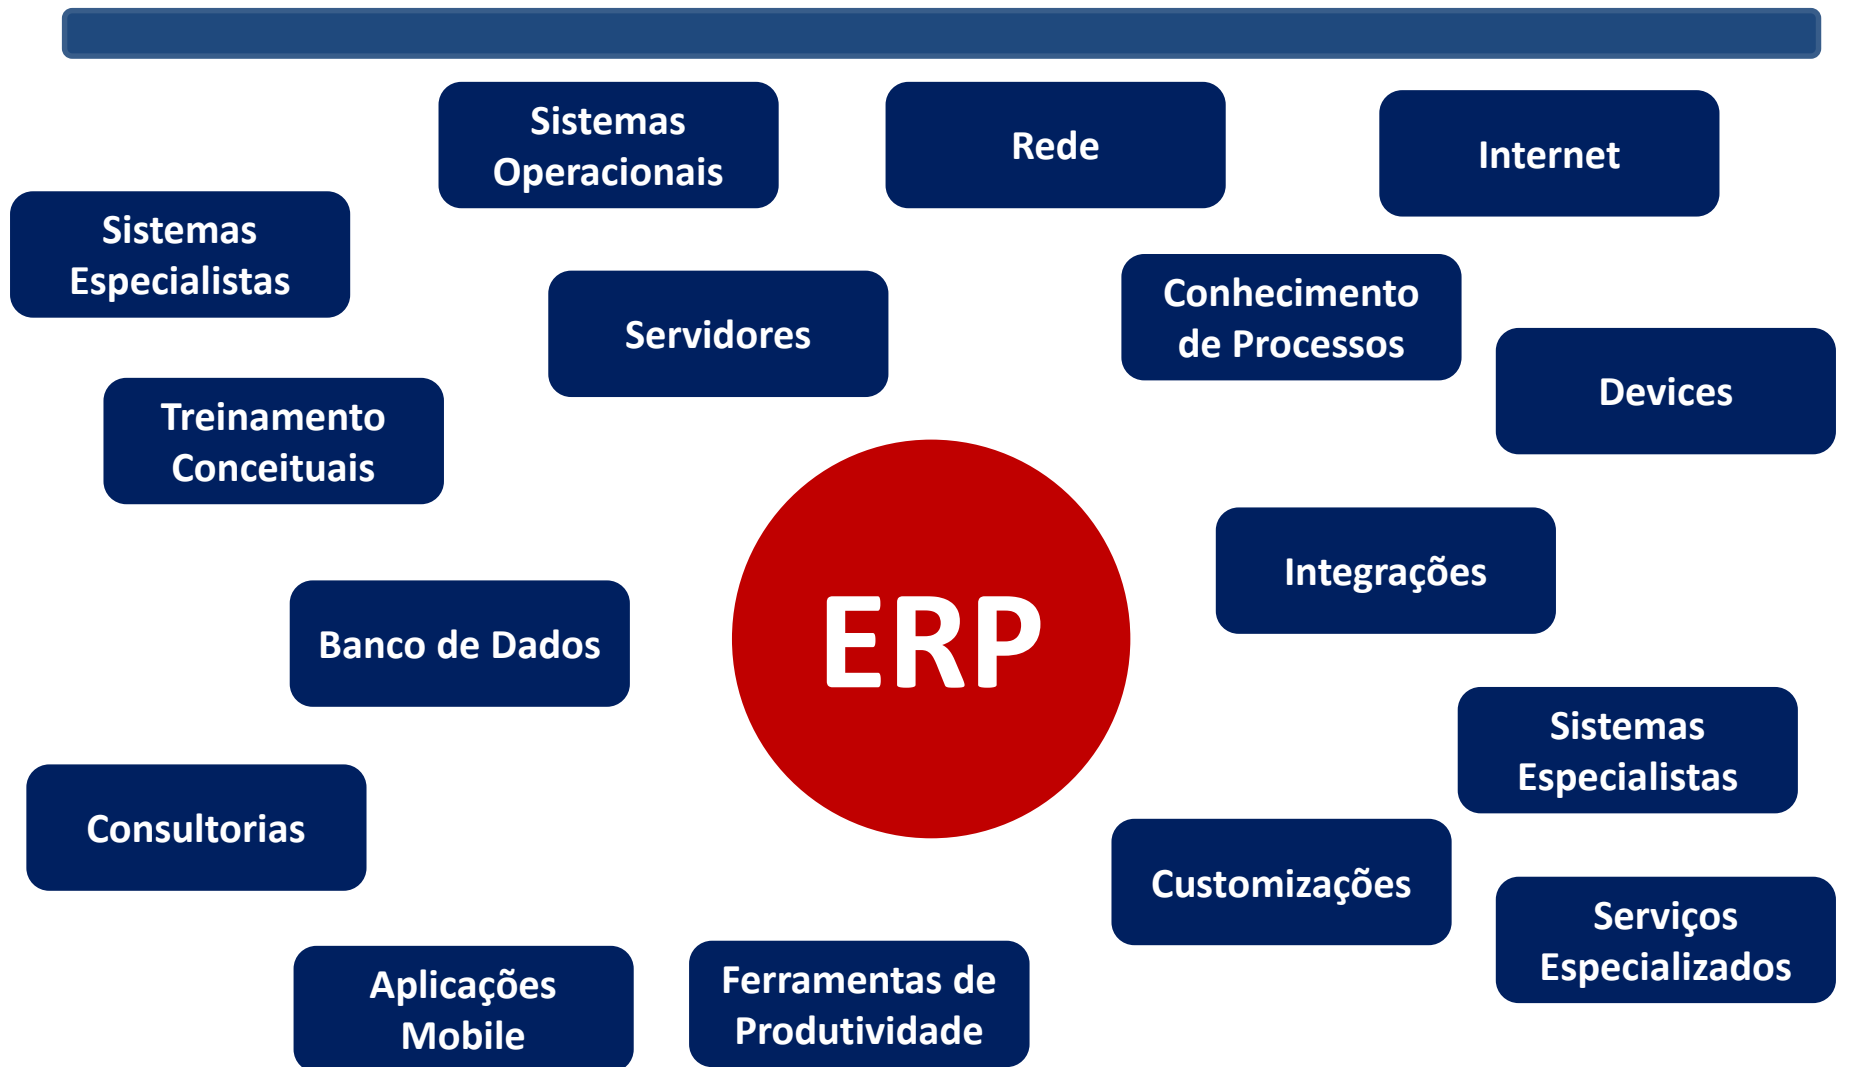 Sistemas
Operacionais
Rede
Internet
Sistemas
Especialistas
Servidores
Conhecimento
de Processos
Devices
Treinamento
Conceituais
ERP
Integrações
Banco de Dados
Sistemas
Especialistas
Consultorias
Customizações
Serviços
Especializados
Aplicações
Mobile
Ferramentas de
Produtividade